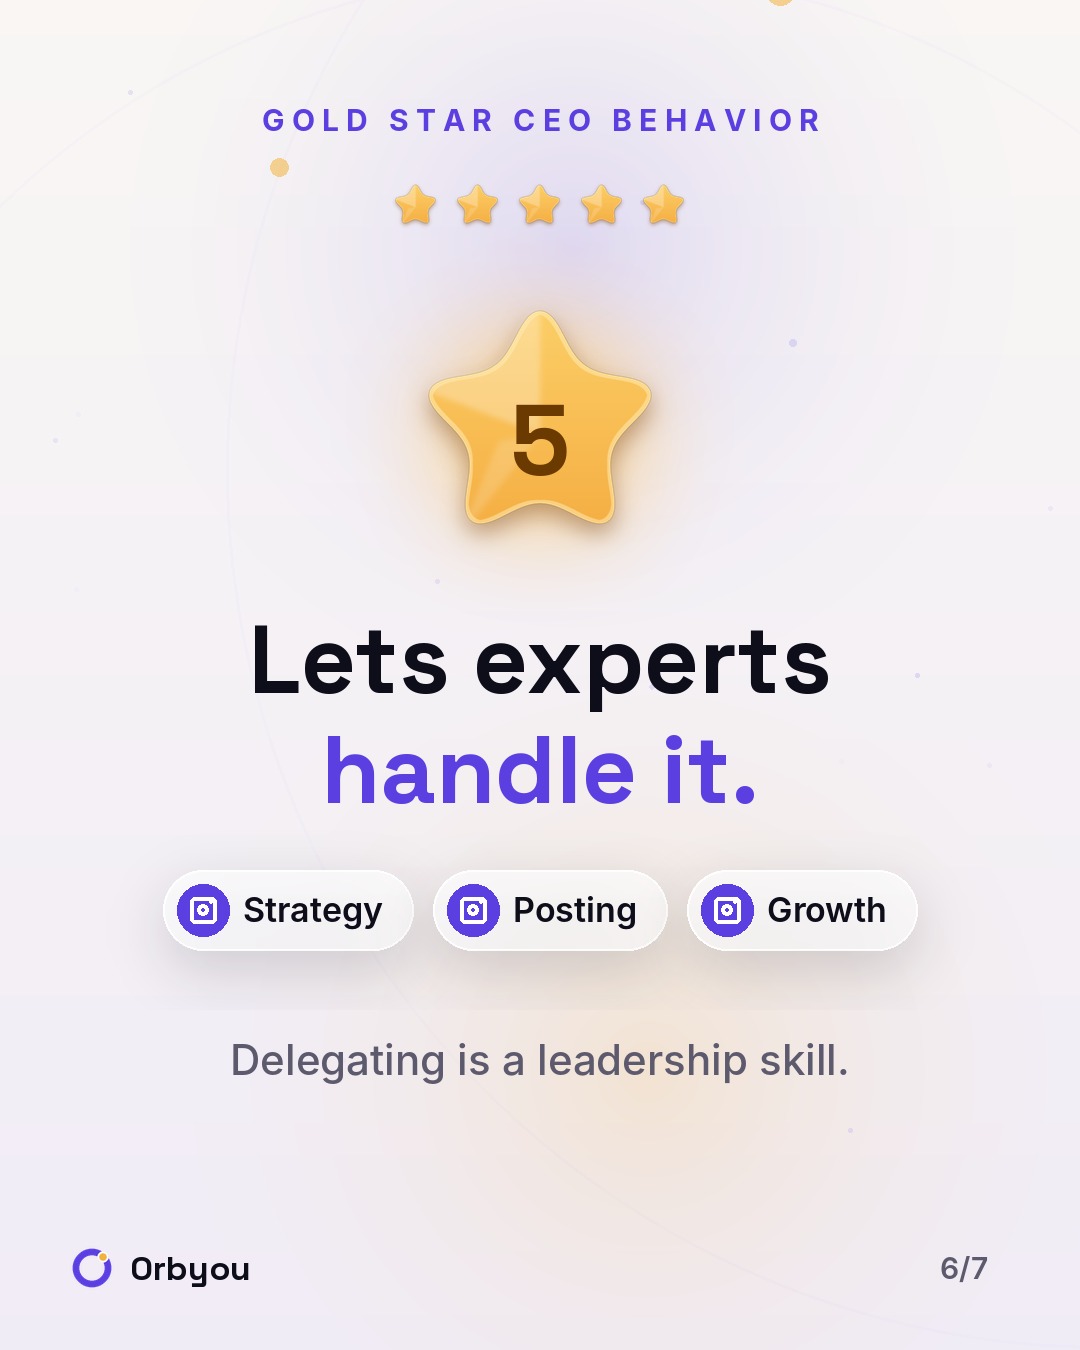 GOLD STAR CEO BEHAVIOR
5
Lets experts
handle it.
Strategy
Posting
Growth
Delegating is a leadership skill.
Orbyou
6/7